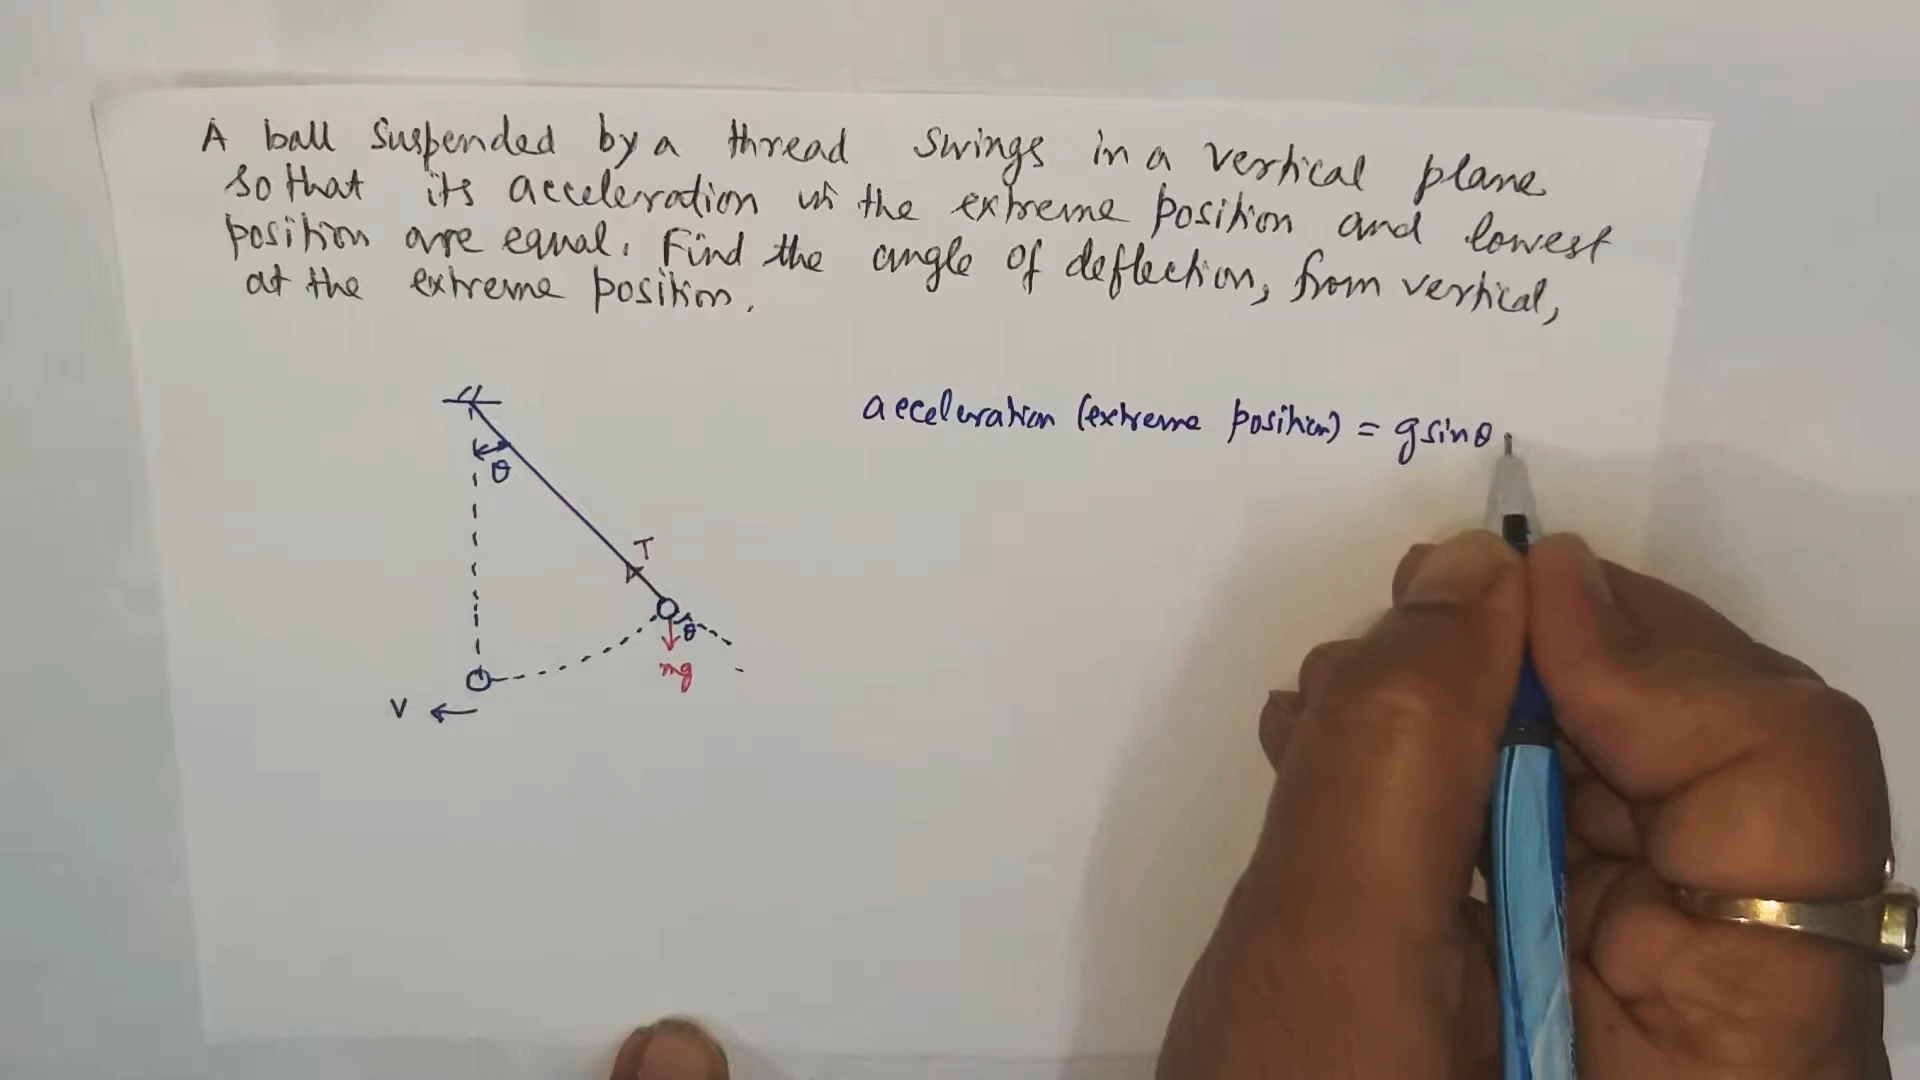 A ball suspended by a thread swings in a vertical plane
so that its acceleration in the extreme position and lowest
position are equal. Find the angle of deflection, from vertical,
at the extreme position.
acceleration (extreme position) = g sinθ
θ
T
θ
mg
V